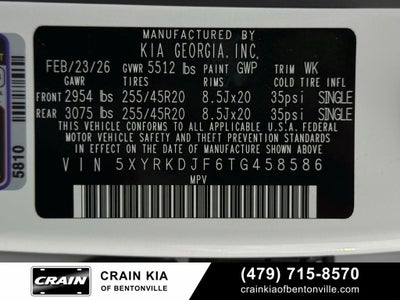 MFD BY
KIA GEORGIA, INC.
FEB/23/26 GVWR 5512 lbs PAINT GWP TRIM WK
GAWR TIRES RIMS COLD TIRE INFL
FRONT 2954 lbs 255/45R20 8.5Jx20 35psi SINGLE
REAR 3075 lbs 255/45R20 8.5Jx20 35psi SINGLE
THIS VEHICLE CONFORMS TO ALL APPLICABLE U.S.A. FEDERAL
MOTOR VEHICLE SAFETY AND THEFT PREVENTION STANDARDS
IN EFFECT ON THE DATE OF MANUFACTURE SHOWN ABOVE.
VIN 5XYRKDJF6TG458586
MPV
5810
CRAIN
CRAIN KIA
OF BENTONVILLE
(479) 715-8570
crainkiaofbentonville.com